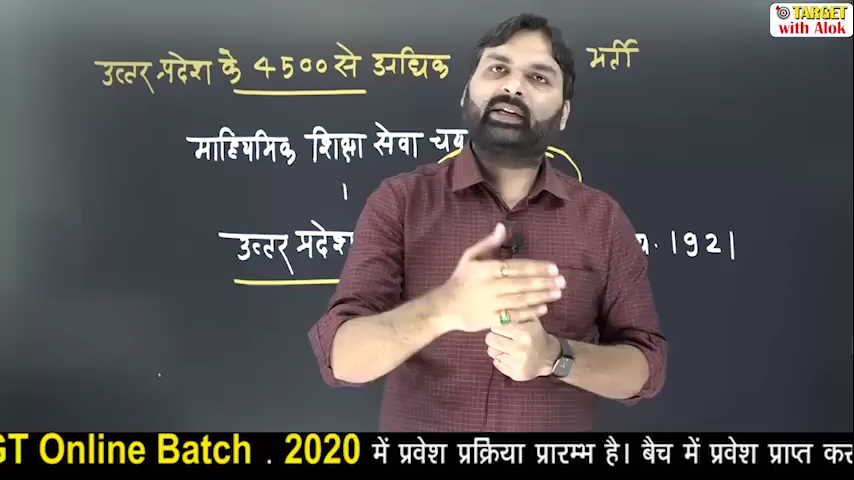 TARGET
with Alok
उत्तर प्रदेश के 4500 से अधिक भर्ती
माध्यमिक शिक्षा सेवा चय
उत्तर प्रदेश 1921
GT Online Batch . 2020 में प्रवेश प्रक्रिया प्रारम्भ है। बैच में प्रवेश प्राप्त कर